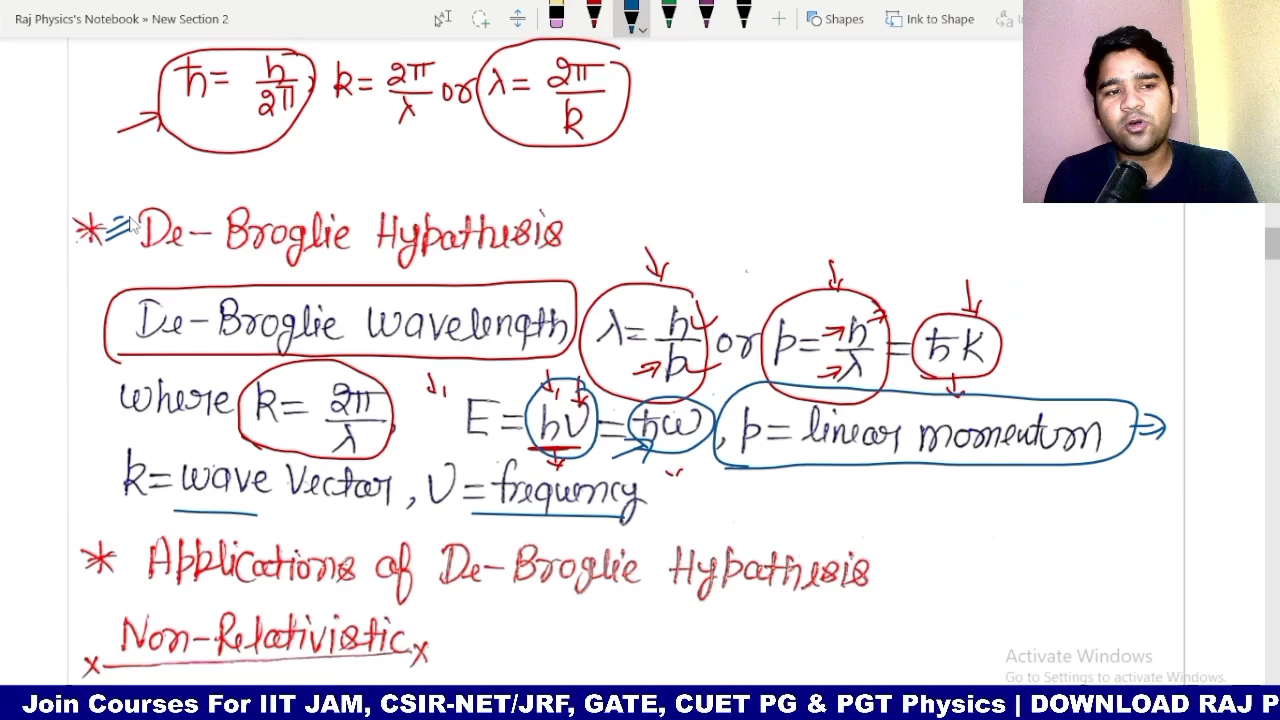 Raj Physics's Notebook » New Section 2
Shapes
Ink to Shape
ħ = h/2π k = 2π/λ or λ = 2π/k
* De-Broglie Hypathesis
De-Broglie wavelength λ = h/p or p = h/λ = ħk
where k = 2π/λ E = hν = ħω, p = linear momentum
k = wave vector, ν = frequency
* Applications of De-Broglie Hypathesis
Non-Relativistic
Activate Windows
Go to Settings to activate Windows.
Join Courses For IIT JAM, CSIR-NET/JRF, GATE, CUET PG & PGT Physics | DOWNLOAD RAJ P